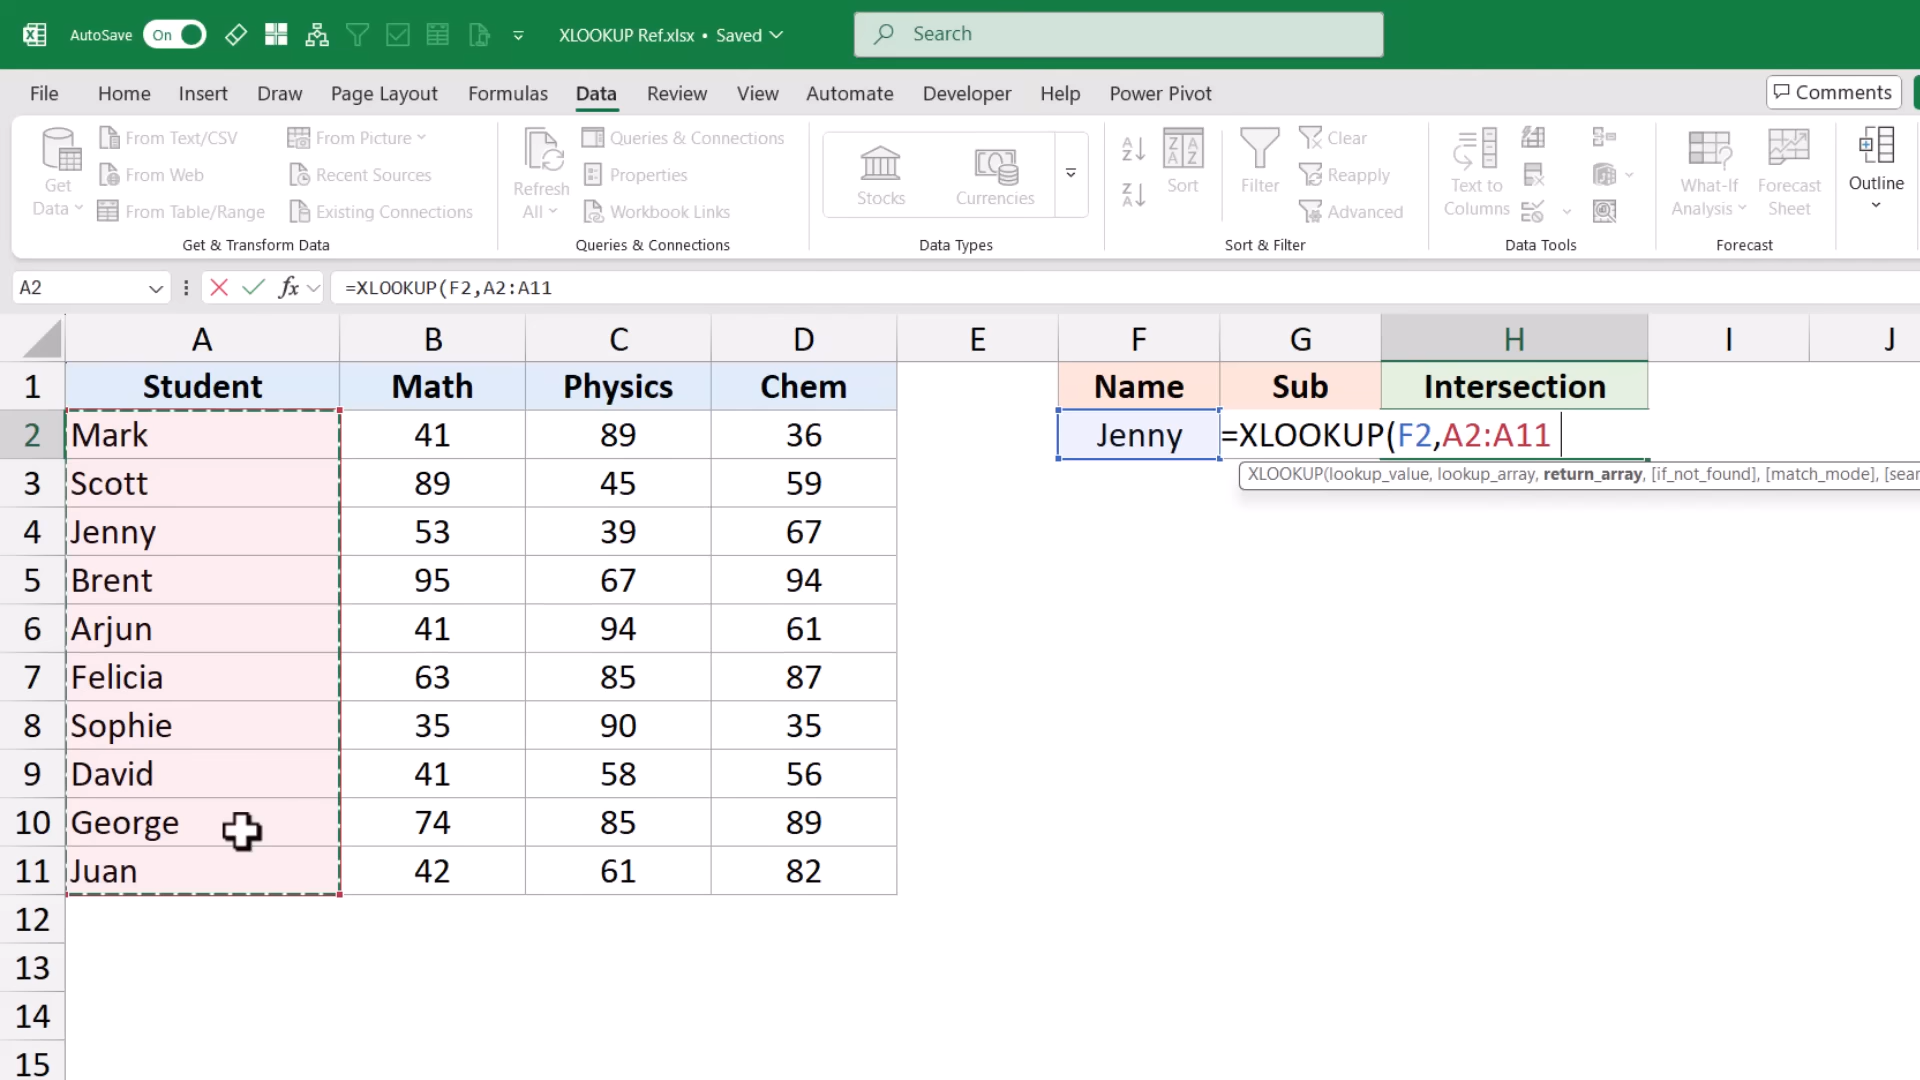 AutoSave On XLOOKUP Ref.xlsx • Saved Search
File Home Insert Draw Page Layout Formulas Data Review View Automate Developer Help Power Pivot Comments
Get Data
From Text/CSV
From Web
From Table/Range
From Picture
Recent Sources
Existing Connections
Get & Transform Data
Refresh All
Queries & Connections
Properties
Workbook Links
Queries & Connections
Stocks Currencies
Data Types
Sort
Filter
Clear
Reapply
Advanced
Sort & Filter
Text to Columns
Data Tools
What-If Analysis
Forecast Sheet
Forecast
Outline
A2 fx =XLOOKUP(F2,A2:A11
A B C D E F G H I J
1 Student Math Physics Chem Name Sub Intersection
2 Mark 41 89 36 Jenny =XLOOKUP(F2,A2:A11
XLOOKUP(lookup_value, lookup_array, return_array, [if_not_found], [match_mode], [sear
3 Scott 89 45 59
4 Jenny 53 39 67
5 Brent 95 67 94
6 Arjun 41 94 61
7 Felicia 63 85 87
8 Sophie 35 90 35
9 David 41 58 56
10 George 74 85 89
11 Juan 42 61 82
12
13
14
15